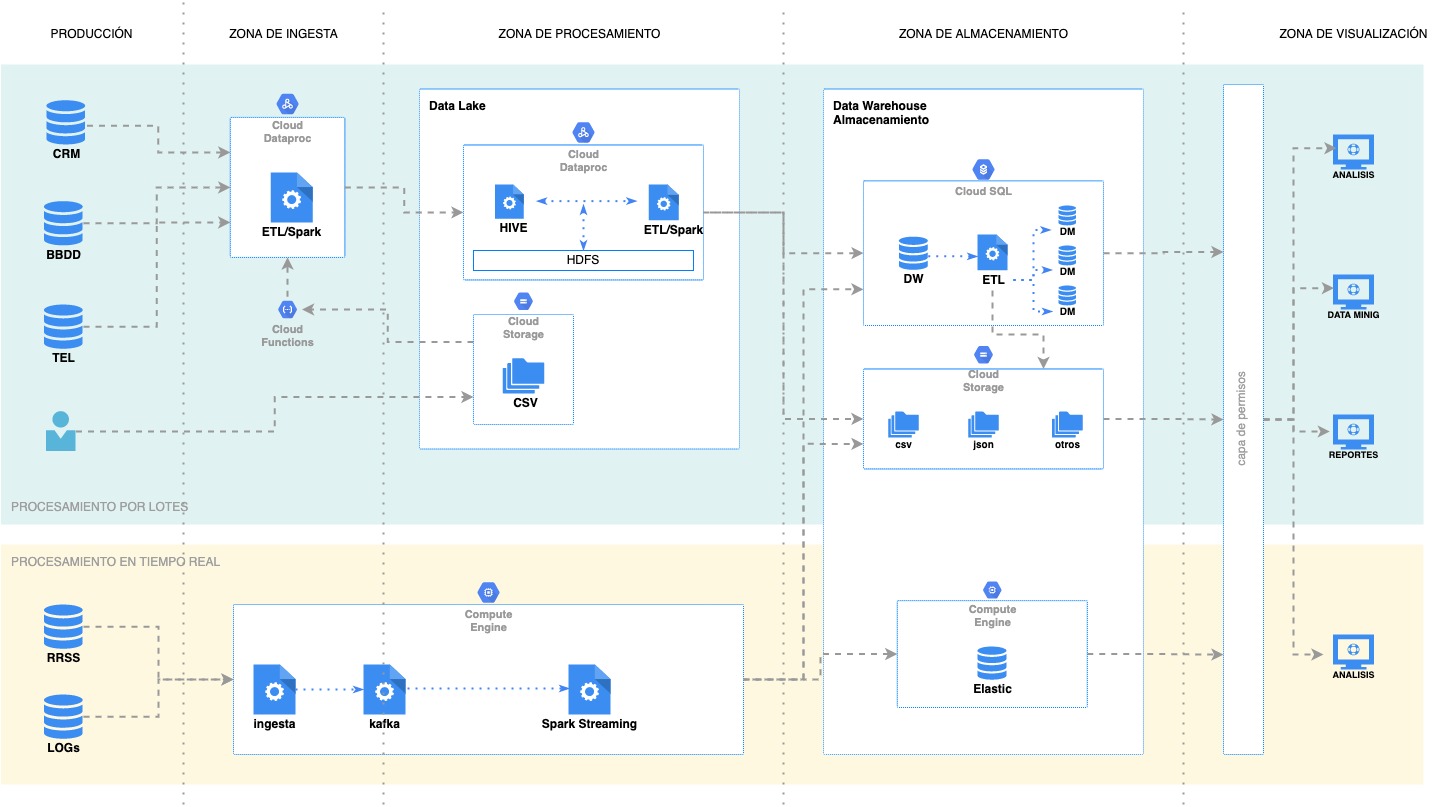 PRODUCCIÓN
ZONA DE INGESTA
ZONA DE PROCESAMIENTO
ZONA DE ALMACENAMIENTO
ZONA DE VISUALIZACIÓN
CRM
BBDD
TEL
Cloud
Dataproc
ETL/Spark
Cloud
Functions
Data Lake
Cloud
Dataproc
HIVE
ETL/Spark
HDFS
Cloud
Storage
CSV
Data Warehouse
Almacenamiento
Cloud SQL
DW
ETL
DM
DM
DM
Cloud
Storage
csv
json
otros
capa de permisos
ANALISIS
DATA MINIG
REPORTES
PROCESAMIENTO POR LOTES
PROCESAMIENTO EN TIEMPO REAL
RRSS
LOGs
Compute
Engine
ingesta
kafka
Spark Streaming
Compute
Engine
Elastic
ANALISIS